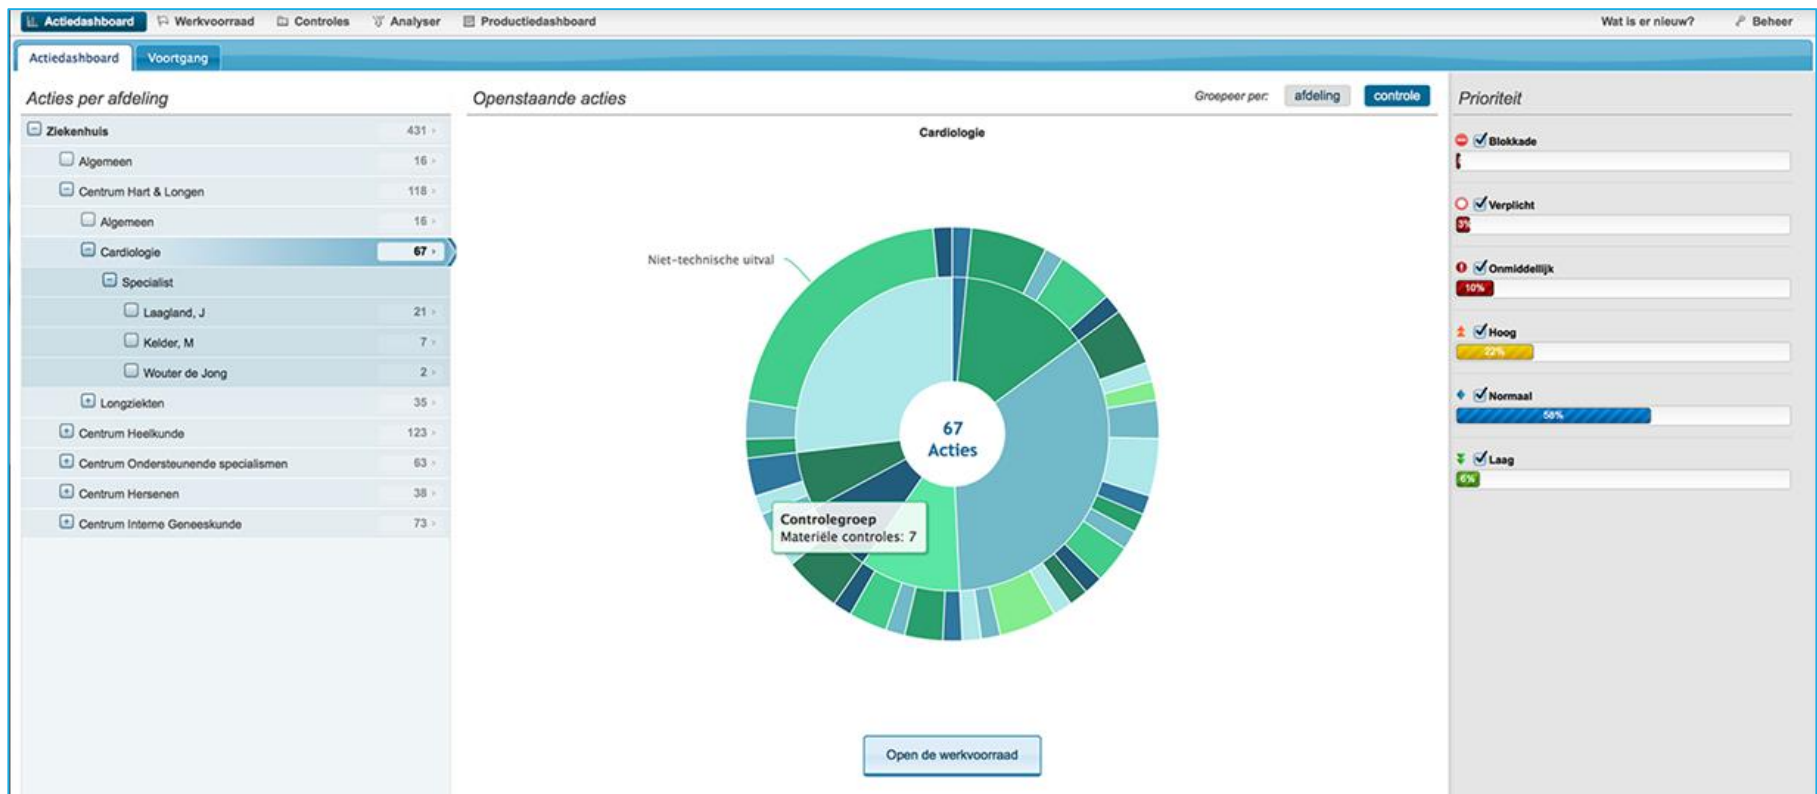 Actiedashboard Werkvoorraad Controles Analyser Productiedashboard Wat is er nieuw? Beheer
Actiedashboard Voortgang
Acties per afdeling
Ziekenhuis 431
Algemeen 16
Centrum Hart & Longen 118
Algemeen 16
Cardiologie 67
Specialist
Laagland, J 21
Kelder, M 7
Wouter de Jong 2
Longziekten 35
Centrum Heelkunde 123
Centrum Ondersteunende specialismen 63
Centrum Hersenen 38
Centrum Interne Geneeskunde 73
Openstaande acties
Groepeer per: afdeling controle
Cardiologie
Niet-technische uitval
67
Acties
Controlegroep
Materiële controles: 7
Open de werkvoorraad
Prioriteit
Blokkade
Verplicht
3%
Onmiddellijk
10%
Hoog
22%
Normaal
58%
Laag
6%